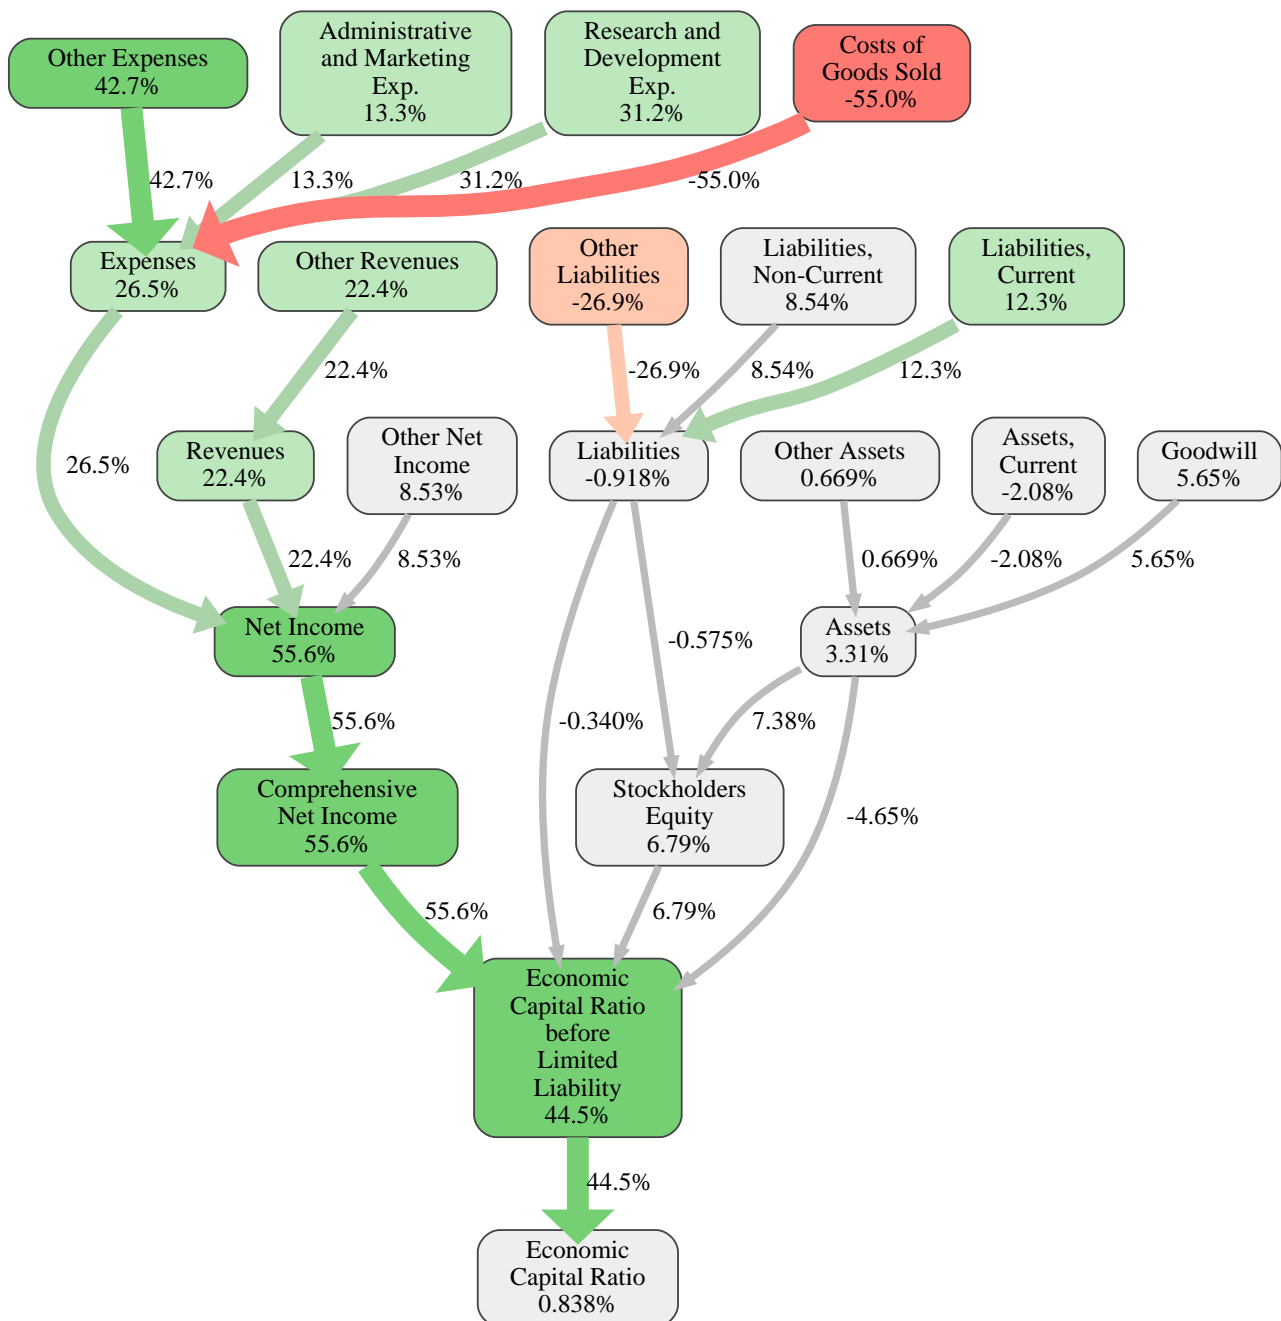 Other Expenses
42.7%
Administrative
and Marketing
Exp.
13.3%
Research and
Development
Exp.
31.2%
Costs of
Goods Sold
-55.0%
42.7%
13.3%
31.2%
-55.0%
Expenses
26.5%
Other Revenues
22.4%
Other
Liabilities
-26.9%
Liabilities,
Non-Current
8.54%
Liabilities,
Current
12.3%
22.4%
-26.9%
8.54%
12.3%
26.5%
Revenues
22.4%
Other Net
Income
8.53%
Liabilities
-0.918%
Other Assets
0.669%
Assets,
Current
-2.08%
Goodwill
5.65%
22.4%
8.53%
0.669%
-2.08%
5.65%
Net Income
55.6%
-0.575%
Assets
3.31%
55.6%
-0.340%
7.38%
Comprehensive
Net Income
55.6%
Stockholders
Equity
6.79%
-4.65%
55.6%
6.79%
Economic
Capital Ratio
before
Limited
Liability
44.5%
44.5%
Economic
Capital Ratio
0.838%